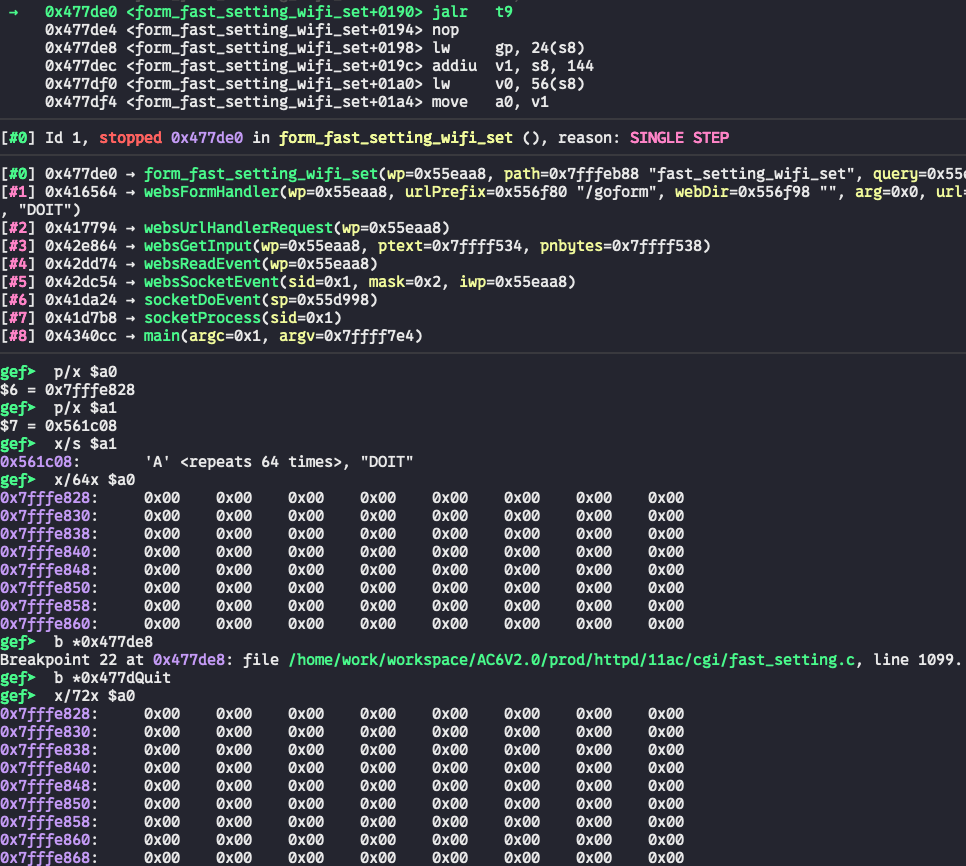 → 0x477de0 <form_fast_setting_wifi_set+0190> jalr t9
0x477de4 <form_fast_setting_wifi_set+0194> nop
0x477de8 <form_fast_setting_wifi_set+0198> lw gp, 24(s8)
0x477dec <form_fast_setting_wifi_set+019c> addiu v1, s8, 144
0x477df0 <form_fast_setting_wifi_set+01a0> lw v0, 56(s8)
0x477df4 <form_fast_setting_wifi_set+01a4> move a0, v1
[#0] Id 1, stopped 0x477de0 in form_fast_setting_wifi_set (), reason: SINGLE STEP
[#0] 0x477de0 → form_fast_setting_wifi_set(wp=0x55eaa8, path=0x7fffeb88 "fast_setting_wifi_set", query=0x55
[#1] 0x416564 → websFormHandler(wp=0x55eaa8, urlPrefix=0x556f80 "/goform", webDir=0x556f98 "", arg=0x0, url=
, "DOIT")
[#2] 0x417794 → websUrlHandlerRequest(wp=0x55eaa8)
[#3] 0x42e864 → websGetInput(wp=0x55eaa8, ptext=0x7ffff534, pnbytes=0x7ffff538)
[#4] 0x42dd74 → websReadEvent(wp=0x55eaa8)
[#5] 0x42dc54 → websSocketEvent(sid=0x1, mask=0x2, iwp=0x55eaa8)
[#6] 0x41da24 → socketDoEvent(sp=0x55d998)
[#7] 0x41d7b8 → socketProcess(sid=0x1)
[#8] 0x4340cc → main(argc=0x1, argv=0x7ffff7e4)
gef➤ p/x $a0
$6 = 0x7fffe828
gef➤ p/x $a1
$7 = 0x561c08
gef➤ x/s $a1
0x561c08: 'A' <repeats 64 times>, "DOIT"
gef➤ x/64x $a0
0x7fffe828: 0x00 0x00 0x00 0x00 0x00 0x00 0x00 0x00
0x7fffe830: 0x00 0x00 0x00 0x00 0x00 0x00 0x00 0x00
0x7fffe838: 0x00 0x00 0x00 0x00 0x00 0x00 0x00 0x00
0x7fffe840: 0x00 0x00 0x00 0x00 0x00 0x00 0x00 0x00
0x7fffe848: 0x00 0x00 0x00 0x00 0x00 0x00 0x00 0x00
0x7fffe850: 0x00 0x00 0x00 0x00 0x00 0x00 0x00 0x00
0x7fffe858: 0x00 0x00 0x00 0x00 0x00 0x00 0x00 0x00
0x7fffe860: 0x00 0x00 0x00 0x00 0x00 0x00 0x00 0x00
gef➤ b *0x477de8
Breakpoint 22 at 0x477de8: file /home/work/workspace/AC6V2.0/prod/httpd/11ac/cgi/fast_setting.c, line 1099.
gef➤ b *0x477dQuit
gef➤ x/72x $a0
0x7fffe828: 0x00 0x00 0x00 0x00 0x00 0x00 0x00 0x00
0x7fffe830: 0x00 0x00 0x00 0x00 0x00 0x00 0x00 0x00
0x7fffe838: 0x00 0x00 0x00 0x00 0x00 0x00 0x00 0x00
0x7fffe840: 0x00 0x00 0x00 0x00 0x00 0x00 0x00 0x00
0x7fffe848: 0x00 0x00 0x00 0x00 0x00 0x00 0x00 0x00
0x7fffe850: 0x00 0x00 0x00 0x00 0x00 0x00 0x00 0x00
0x7fffe858: 0x00 0x00 0x00 0x00 0x00 0x00 0x00 0x00
0x7fffe860: 0x00 0x00 0x00 0x00 0x00 0x00 0x00 0x00
0x7fffe868: 0x00 0x00 0x00 0x00 0x00 0x00 0x00 0x00